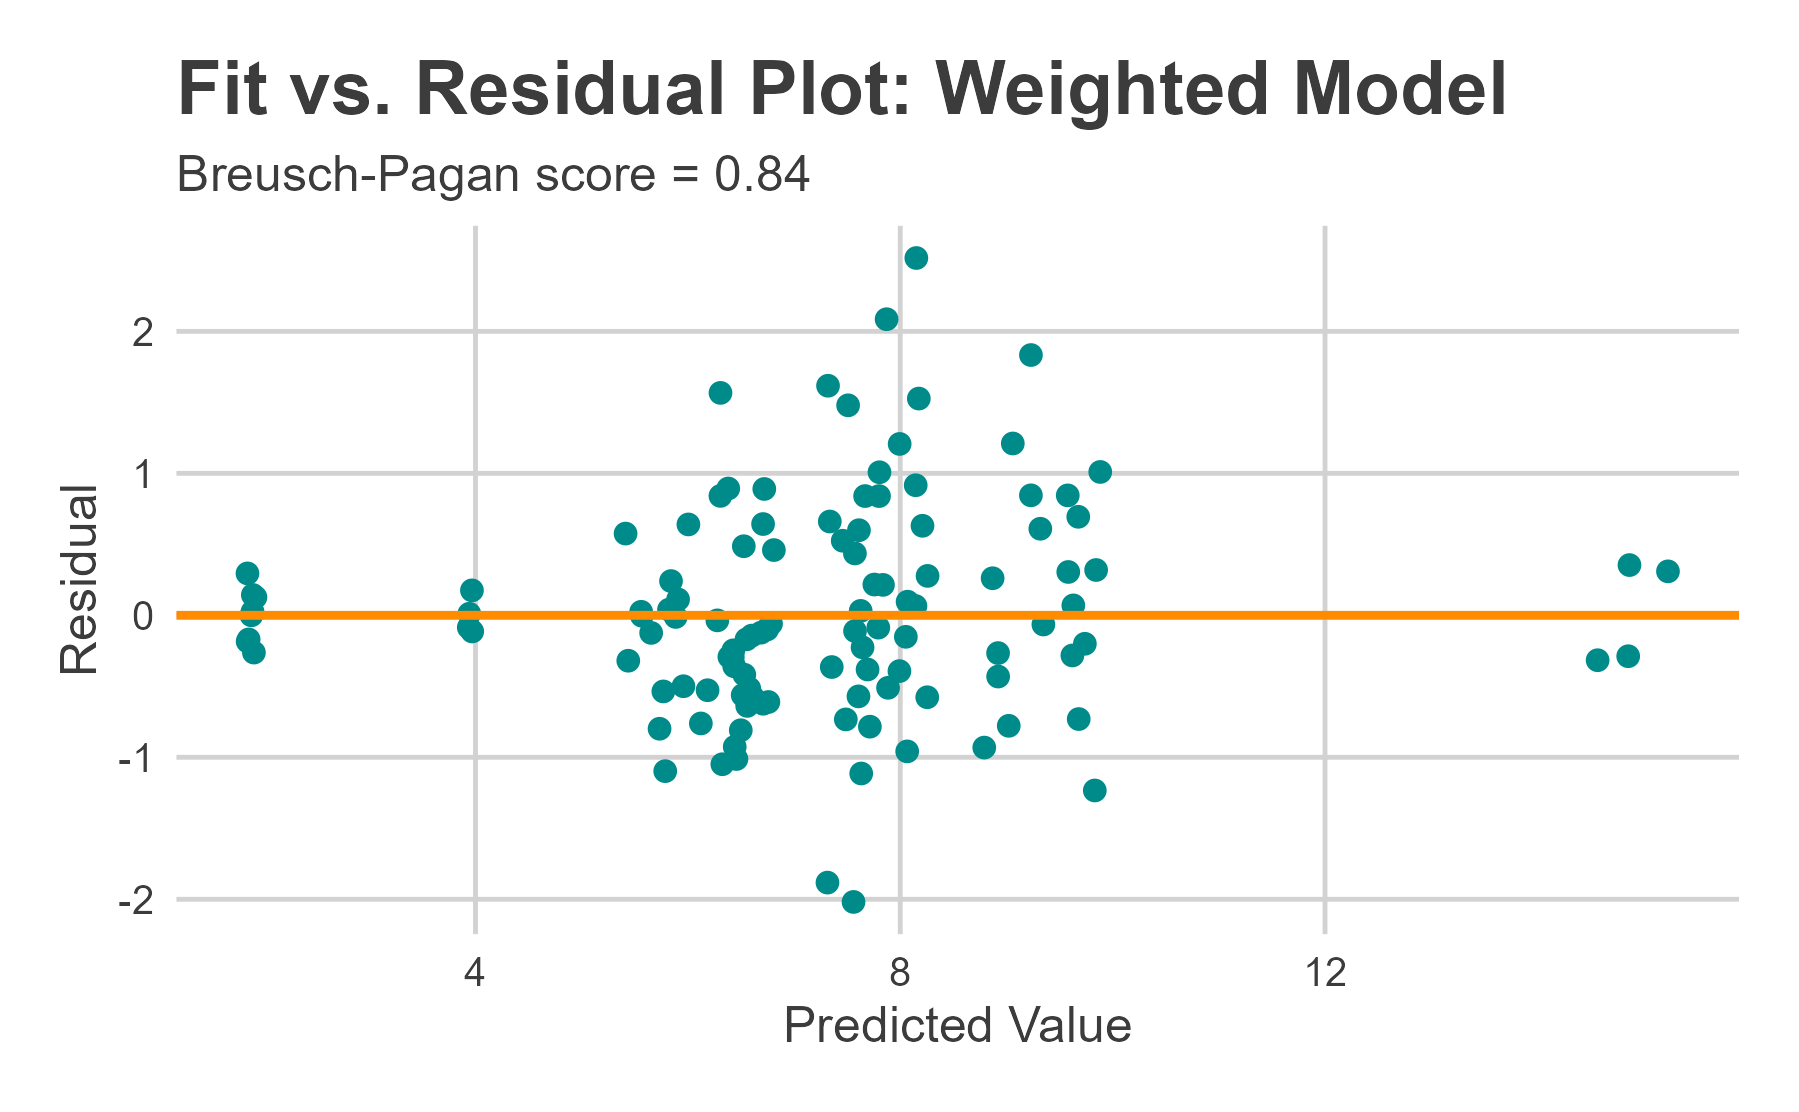 Fit vs. Residual Plot: Weighted Model
Breusch-Pagan score = 0.84
Residual
2
1
0
-1
-2
4 8 12
Predicted Value